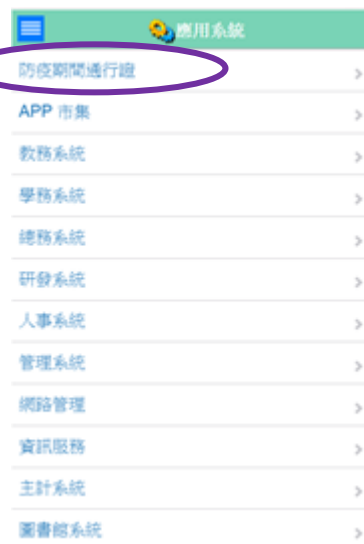 應用系統
防疫期間通行證
APP 市集
教務系統
學務系統
總務系統
研發系統
人事系統
管理系統
網路管理
資訊服務
主計系統
圖書館系統